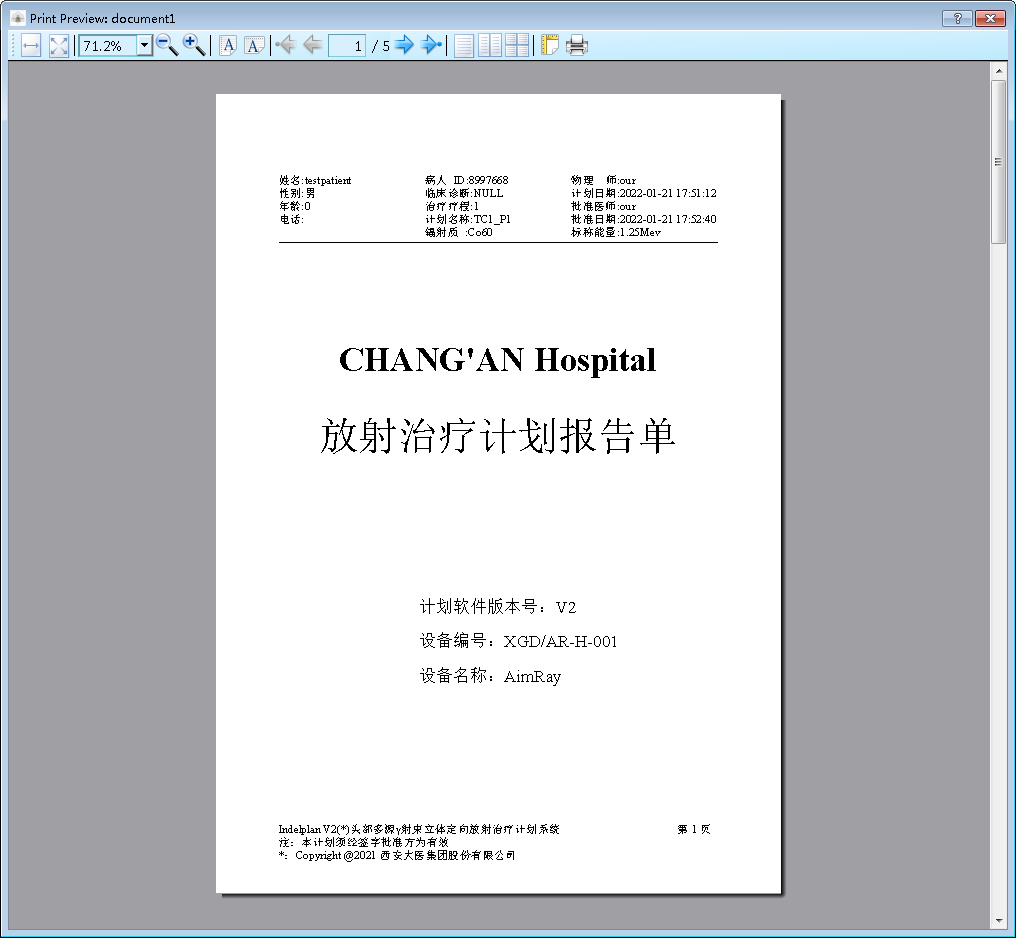 Print Preview: document1
71.2% 1 / 5
姓名:testpatient 病人 ID:8997668 物理 师:our
性别:男 临床诊断:NULL 计划日期:2022-01-21 17:51:12
年龄:0 治疗疗程:1 批准医师:our
电话: 计划名称:TC1_P1 批准日期:2022-01-21 17:52:40
辐射质 :Co60 标称能量:1.25Mev
CHANG'AN Hospital
放射治疗计划报告单
计划软件版本号：V2
设备编号：XGD/AR-H-001
设备名称：AimRay
Indelplan V2(*)头部多源γ射束立体定向放射治疗计划系统 第 1 页
注：本计划须经签字批准方为有效
*：Copyright @2021 西安大医集团股份有限公司